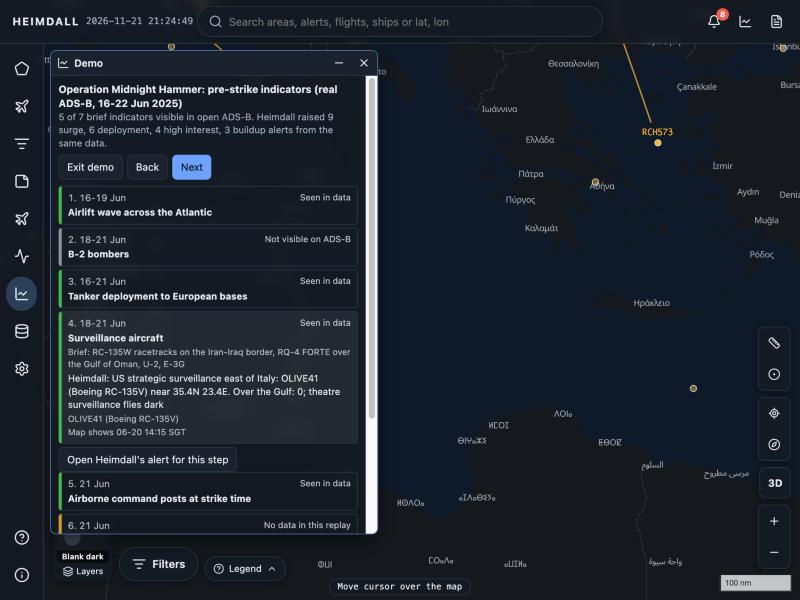 HEIMDALL 2026-11-21 21:24:49
Search areas, alerts, flights, ships or lat, lon
8
Demo
Operation Midnight Hammer: pre-strike indicators (real
ADS-B, 16-22 Jun 2025)
5 of 7 brief indicators visible in open ADS-B. Heimdall raised 9
surge, 6 deployment, 4 high interest, 3 buildup alerts from the
same data.
Exit demo
Back
Next
1. 16-19 Jun
Seen in data
Airlift wave across the Atlantic
2. 18-21 Jun
Not visible on ADS-B
B-2 bombers
3. 16-21 Jun
Seen in data
Tanker deployment to European bases
4. 18-21 Jun
Seen in data
Surveillance aircraft
Brief: RC-135W racetracks on the Iran-Iraq border, RQ-4 FORTE over
the Gulf of Oman, U-2, E-3G
Heimdall: US strategic surveillance east of Italy: OLIVE41
(Boeing RC-135V) near 35.4N 23.4E. Over the Gulf: 0; theatre
surveillance flies dark
OLIVE41 (Boeing RC-135V)
Map shows 06-20 14:15 SGT
Open Heimdall's alert for this step
5. 21 Jun
Seen in data
Airborne command posts at strike time
6. 21 Jun
No data in this replay
Θεσσαλονίκη
Çanakkale
Bursa
Ιωάννινα
RCH573
Ελλάδα
İzmir
Πάτρα
Αθήνα
Aydın
Πύργος
Muğla
Καλαμάτ
Ρόδος
Ηράκλειο
السلوم
مرسى مطروح
واحة سيوة
3D
Blank dark
Layers
Filters
Legend
Move cursor over the map
100 nm